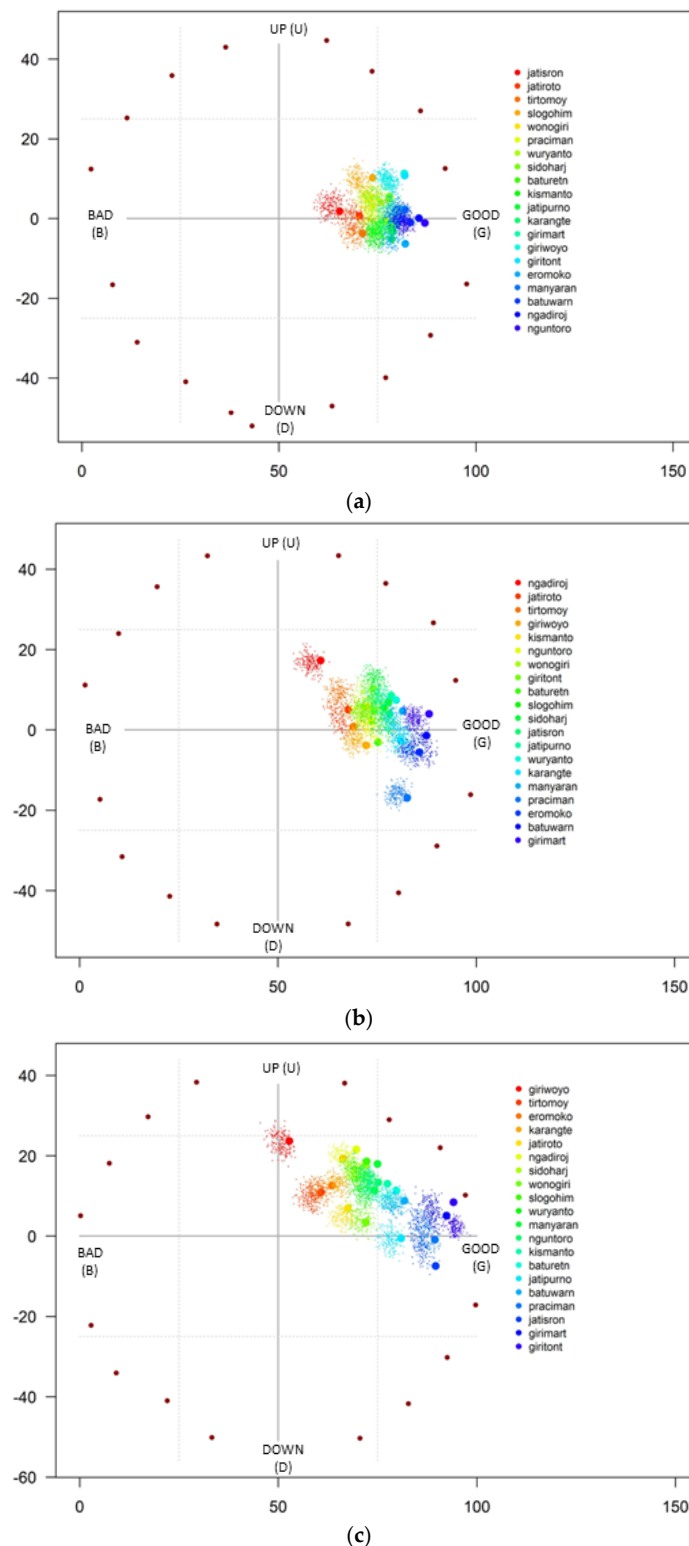 UP (U)
40
jatisron
jatiroto
tirtomoy
slogohim
wonogiri
20
praciman
wuryanto
sidoharj
baturetn
kismanto
BAD
(B)
0
GOOD
(G)
jatipurno
karangte
girimart
giriwoyo
giritont
-20
eromoko
manyaran
batuwarn
ngadiroj
nguntoro
-40
DOWN
(D)
0
50
100
150
(a)
UP (U)
40
ngadiroj
jatiroto
tirtomoy
giriwoyo
kismanto
20
nguntoro
wonogiri
giritont
baturetn
slogohim
BAD
(B)
0
GOOD
(G)
sidoharj
jatisron
jatipurno
wuryanto
karangte
-20
manyaran
praciman
eromoko
batuwarn
girimart
-40
DOWN
(D)
0
50
100
150
(b)
UP (U)
40
giriwoyo
tirtomoy
eromoko
karangte
20
jatiroto
ngadiroj
sidoharj
wonogiri
slogohim
BAD
(B)
0
GOOD
(G)
wuryanto
manyaran
nguntoro
kismanto
baturetn
-20
jatipurno
batuwarn
praciman
jatisron
girimart
giritont
-40
DOWN
(D)
-60
0
50
100
150
(c)